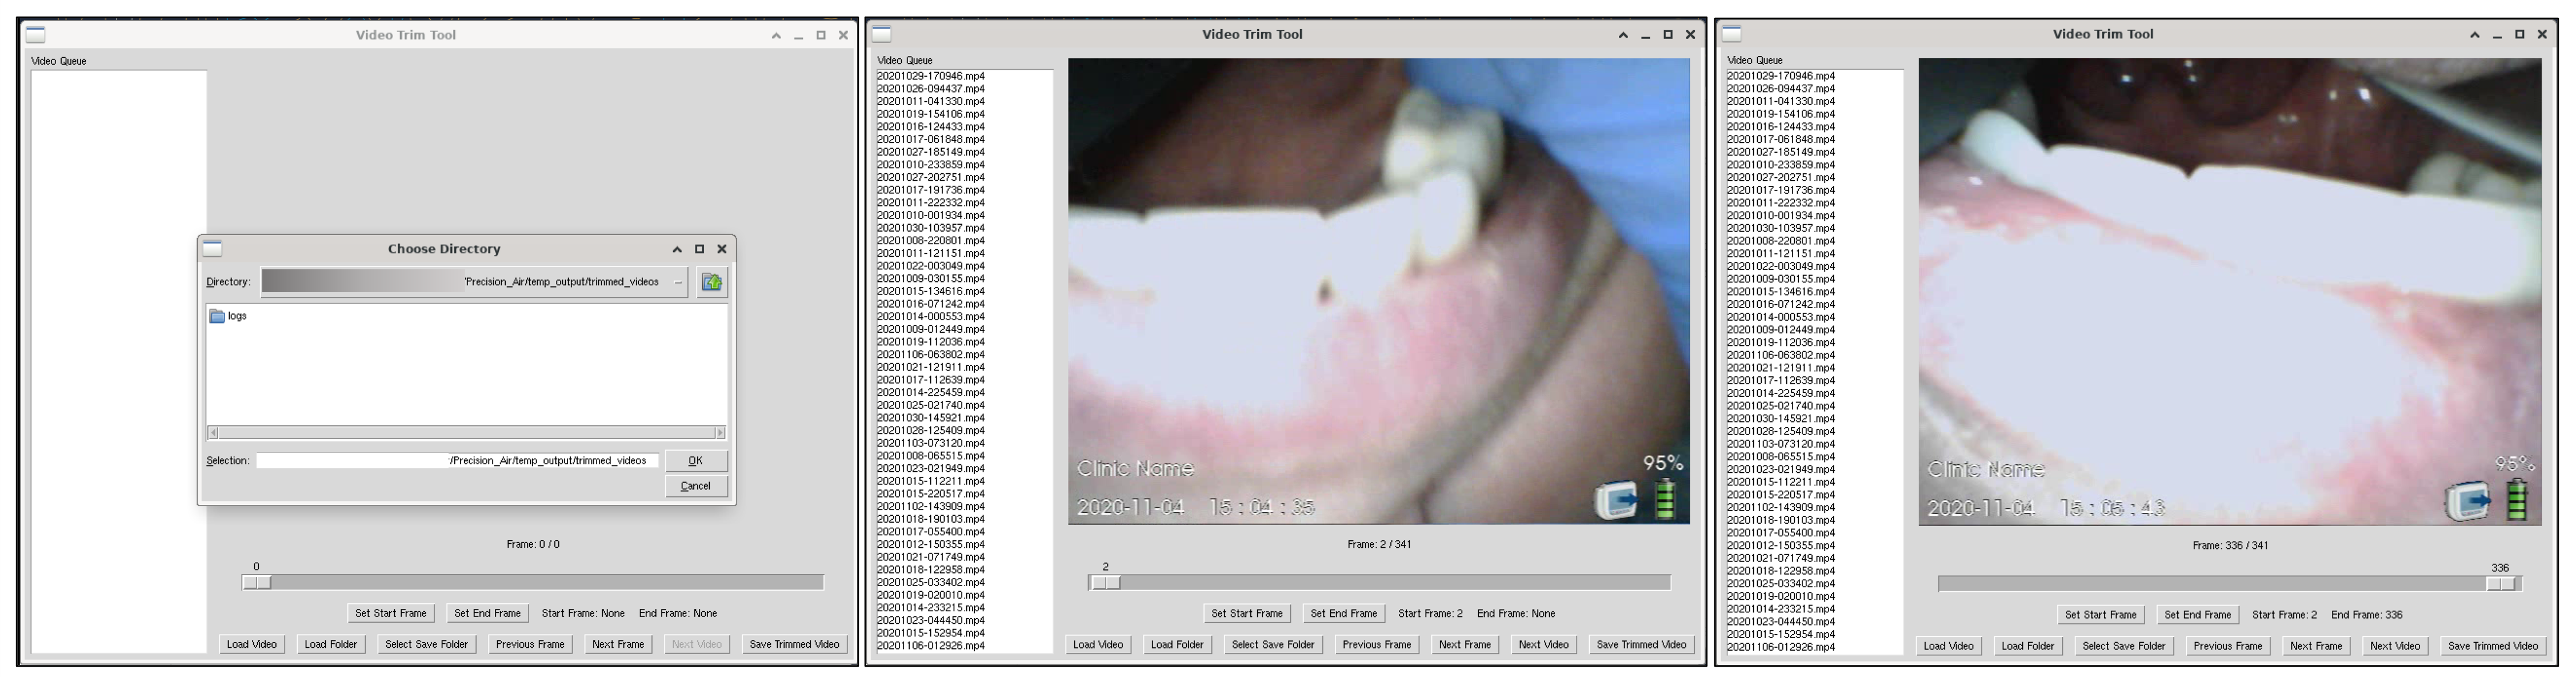 Video Trim Tool
Video Queue
Choose Directory
Directory: 'Precision_Air/temp_output/trimmed_videos
logs
Selection: '/Precision_Air/temp_output/trimmed_videos
OK
Cancel
Frame: 0 / 0
0
Set Start Frame Set End Frame Start Frame: None End Frame: None
Load Video Load Folder Select Save Folder Previous Frame Next Frame Next Video Save Trimmed Video
Video Trim Tool
Video Queue
20201029-170946.mp4
20201026-094437.mp4
20201011-041330.mp4
20201019-154106.mp4
20201016-124433.mp4
20201017-061848.mp4
20201027-185149.mp4
20201010-233859.mp4
20201027-202751.mp4
20201017-191736.mp4
20201011-222332.mp4
20201010-001934.mp4
20201030-103957.mp4
20201008-220801.mp4
20201011-121151.mp4
20201022-003049.mp4
20201009-030155.mp4
20201015-134616.mp4
20201016-071242.mp4
20201014-000553.mp4
20201009-012449.mp4
20201019-112036.mp4
20201106-063802.mp4
20201021-121911.mp4
20201017-112639.mp4
20201014-225459.mp4
20201025-021740.mp4
20201030-145921.mp4
20201028-125409.mp4
20201103-073120.mp4
20201008-065515.mp4
20201023-021949.mp4
20201015-112211.mp4
20201015-220517.mp4
20201102-143909.mp4
20201018-190103.mp4
20201017-055400.mp4
20201012-150355.mp4
20201021-071749.mp4
20201018-122958.mp4
20201025-033402.mp4
20201019-020010.mp4
20201014-233215.mp4
20201023-044450.mp4
20201015-152954.mp4
20201106-012926.mp4
Clinic Name
95%
2020-11-04 15:04:35
Frame: 2 / 341
2
Set Start Frame Set End Frame Start Frame: 2 End Frame: None
Load Video Load Folder Select Save Folder Previous Frame Next Frame Next Video Save Trimmed Video
Video Trim Tool
Video Queue
20201029-170946.mp4
20201026-094437.mp4
20201011-041330.mp4
20201019-154106.mp4
20201016-124433.mp4
20201017-061848.mp4
20201027-185149.mp4
20201010-233859.mp4
20201027-202751.mp4
20201017-191736.mp4
20201011-222332.mp4
20201010-001934.mp4
20201030-103957.mp4
20201008-220801.mp4
20201011-121151.mp4
20201022-003049.mp4
20201009-030155.mp4
20201015-134616.mp4
20201016-071242.mp4
20201014-000553.mp4
20201009-012449.mp4
20201019-112036.mp4
20201106-063802.mp4
20201021-121911.mp4
20201017-112639.mp4
20201014-225459.mp4
20201025-021740.mp4
20201030-145921.mp4
20201028-125409.mp4
20201103-073120.mp4
20201008-065515.mp4
20201023-021949.mp4
20201015-112211.mp4
20201015-220517.mp4
20201102-143909.mp4
20201018-190103.mp4
20201017-055400.mp4
20201012-150355.mp4
20201021-071749.mp4
20201018-122958.mp4
20201025-033402.mp4
20201019-020010.mp4
20201014-233215.mp4
20201023-044450.mp4
20201015-152954.mp4
20201106-012926.mp4
Clinic Name
95%
2020-11-04 15:05:43
Frame: 336 / 341
336
Set Start Frame Set End Frame Start Frame: 2 End Frame: 336
Load Video Load Folder Select Save Folder Previous Frame Next Frame Next Video Save Trimmed Video